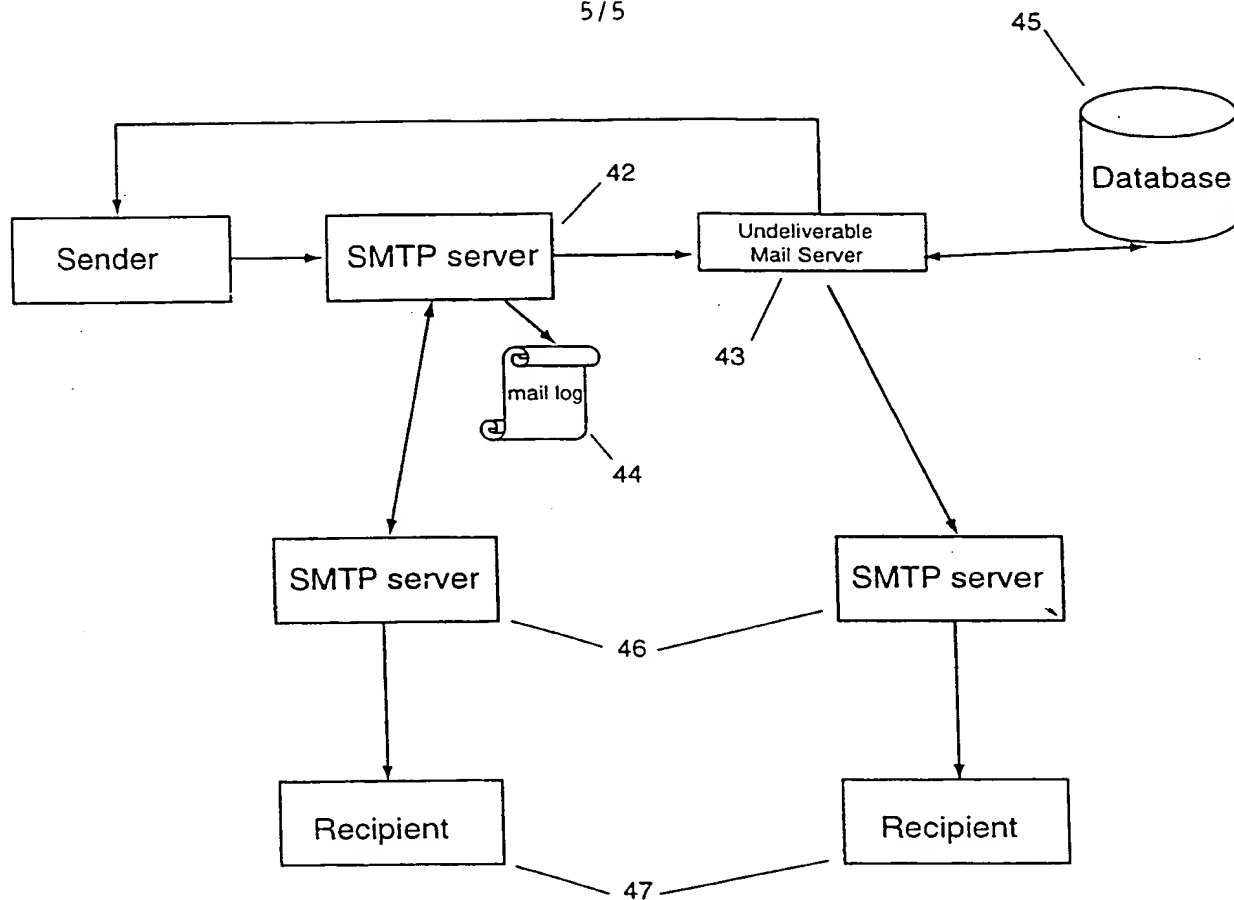 5/5
45
Database
42
Sender
SMTP server
Undeliverable
Mail Server
43
mail log
44
SMTP server
SMTP server
46
Recipient
Recipient
47